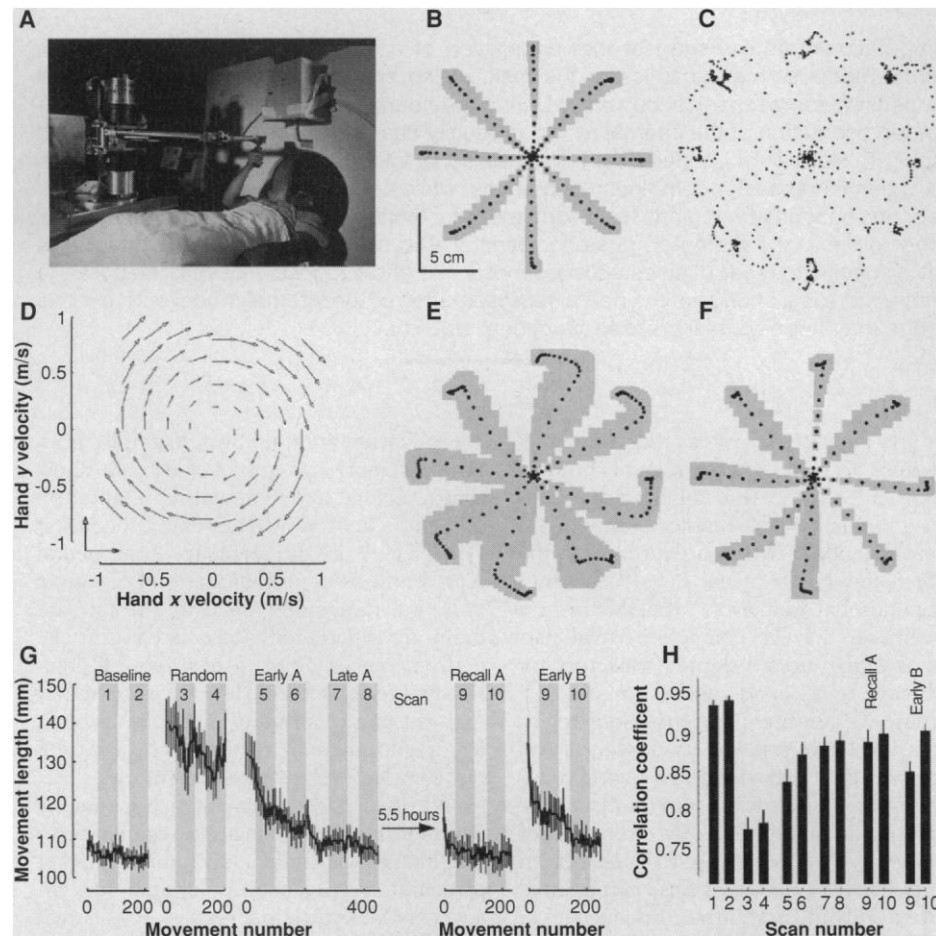 A
B
C
5 cm
D
Hand y velocity (m/s)
1
0.5
0
-0.5
-1
-1 -0.5 0 0.5 1
Hand x velocity (m/s)
E
F
G
Baseline Random Early A Late A Recall A Early B
1 2 3 4 5 6 7 8 Scan 9 10 9 10
Movement length (mm)
150
140
130
120
110
100
5.5 hours
0 200 0 200 0 400 0 200 0 200
Movement number Movement number
H
Recall A
Early B
Correlation coefficent
0.95
0.9
0.85
0.8
0.75
1 2 3 4 5 6 7 8 9 10 9 10
Scan number